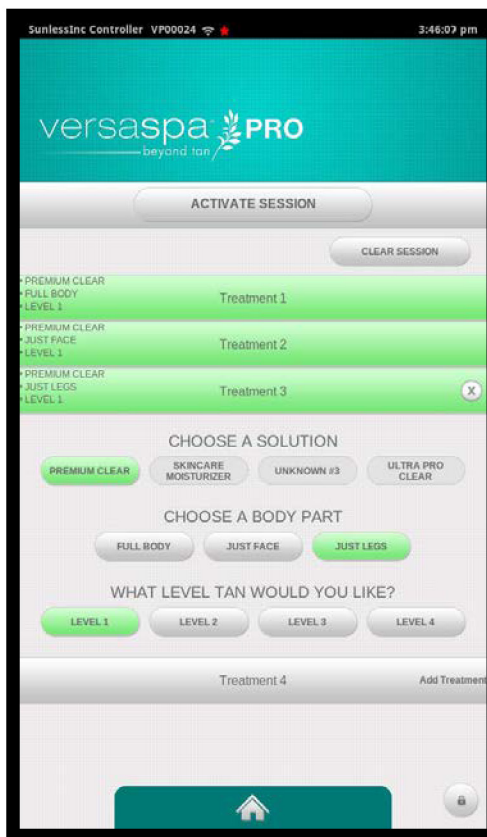 SunlessInc Controller VP00024
3:46:07 pm
versaspa PRO
beyond tan
ACTIVATE SESSION
CLEAR SESSION
• PREMIUM CLEAR
• FULL BODY
• LEVEL 1
Treatment 1
• PREMIUM CLEAR
• JUST FACE
• LEVEL 1
Treatment 2
• PREMIUM CLEAR
• JUST LEGS
• LEVEL 1
Treatment 3
X
CHOOSE A SOLUTION
PREMIUM CLEAR
SKINCARE
MOISTURIZER
UNKNOWN #3
ULTRA PRO
CLEAR
CHOOSE A BODY PART
FULL BODY
JUST FACE
JUST LEGS
WHAT LEVEL TAN WOULD YOU LIKE?
LEVEL 1
LEVEL 2
LEVEL 3
LEVEL 4
Treatment 4
Add Treatment